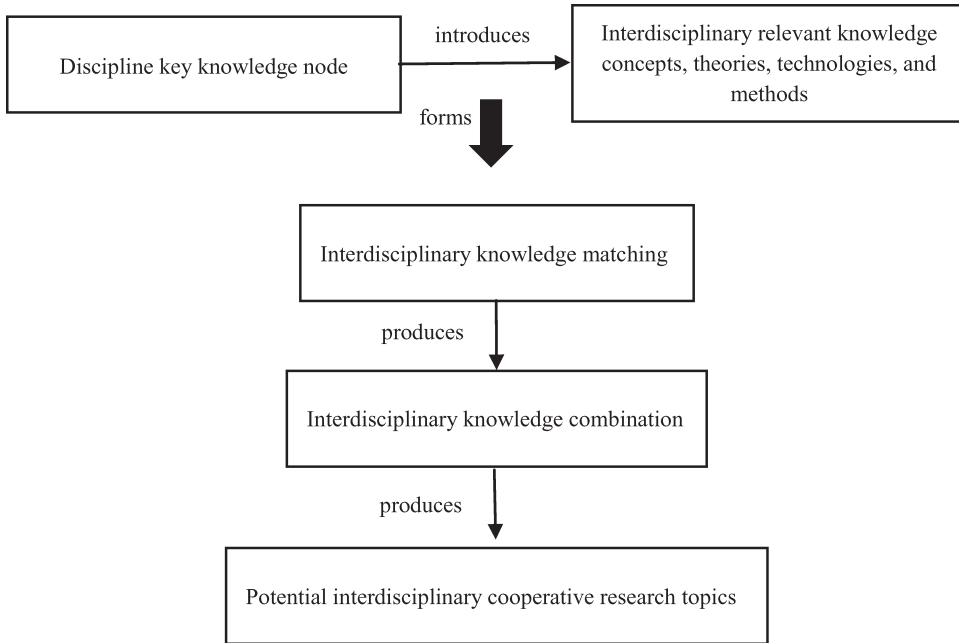 Discipline key knowledge node
introduces
Interdisciplinary relevant knowledge
concepts, theories, technologies, and
methods
forms
Interdisciplinary knowledge matching
produces
Interdisciplinary knowledge combination
produces
Potential interdisciplinary cooperative research topics